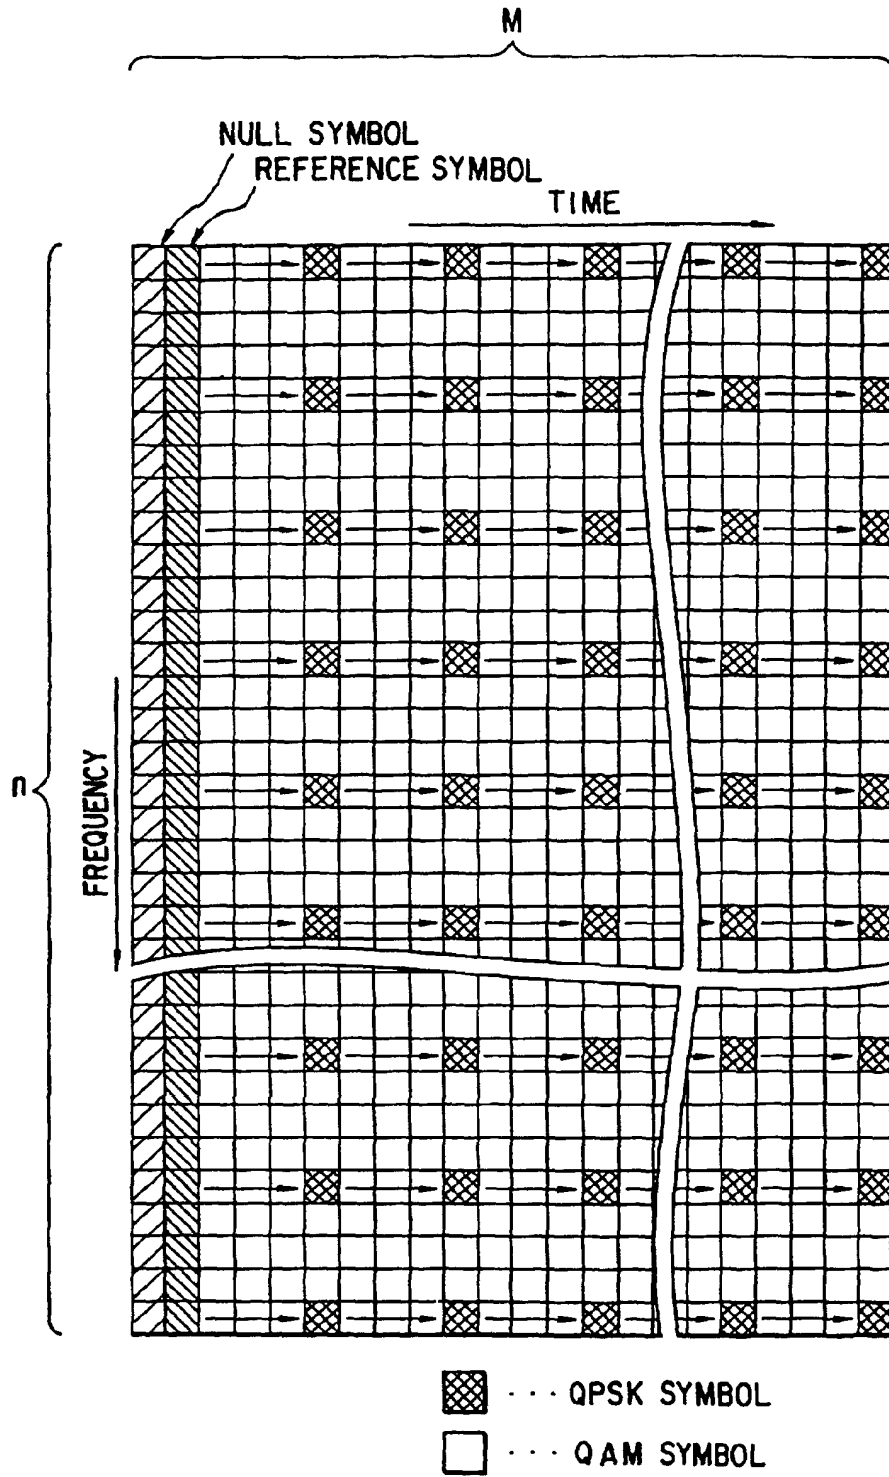 M
NULL SYMBOL
REFERENCE SYMBOL
TIME
n
FREQUENCY
··· QPSK SYMBOL
··· QAM SYMBOL